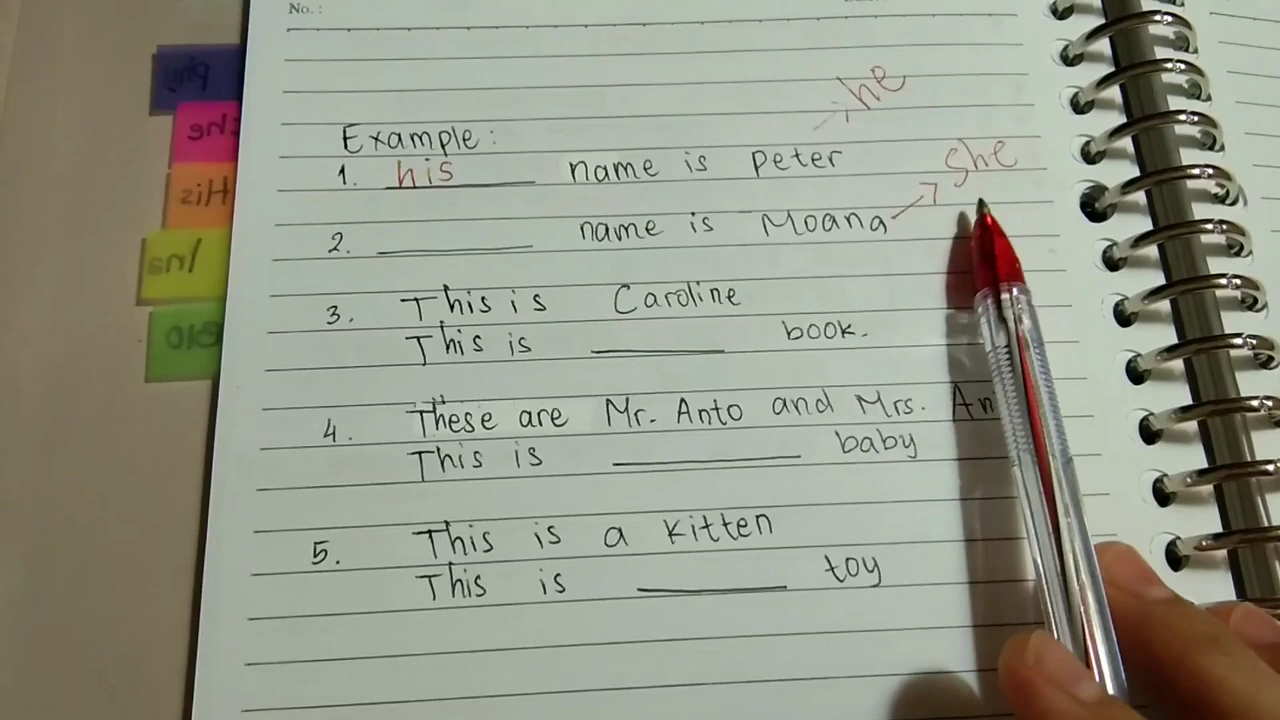 No. :
he
Example:
1. his name is Peter
she
2. name is Moana
3. This is Caroline
This is book.
4. These are Mr. Anto and Mrs.
This is baby
5. This is a kitten
This is toy